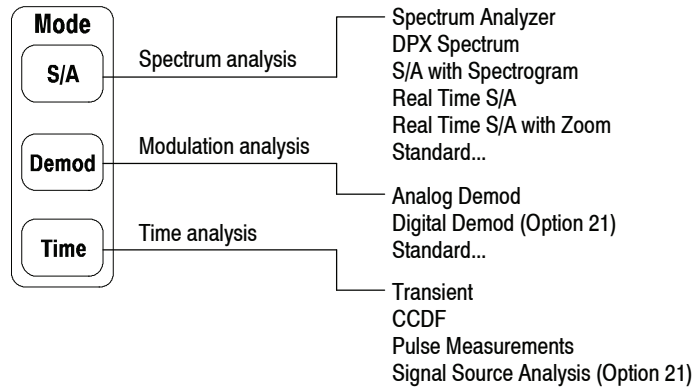 Mode
S/A
Spectrum analysis
Spectrum Analyzer
DPX Spectrum
S/A with Spectrogram
Real Time S/A
Real Time S/A with Zoom
Standard...
Demod
Modulation analysis
Analog Demod
Digital Demod (Option 21)
Standard...
Time
Time analysis
Transient
CCDF
Pulse Measurements
Signal Source Analysis (Option 21)